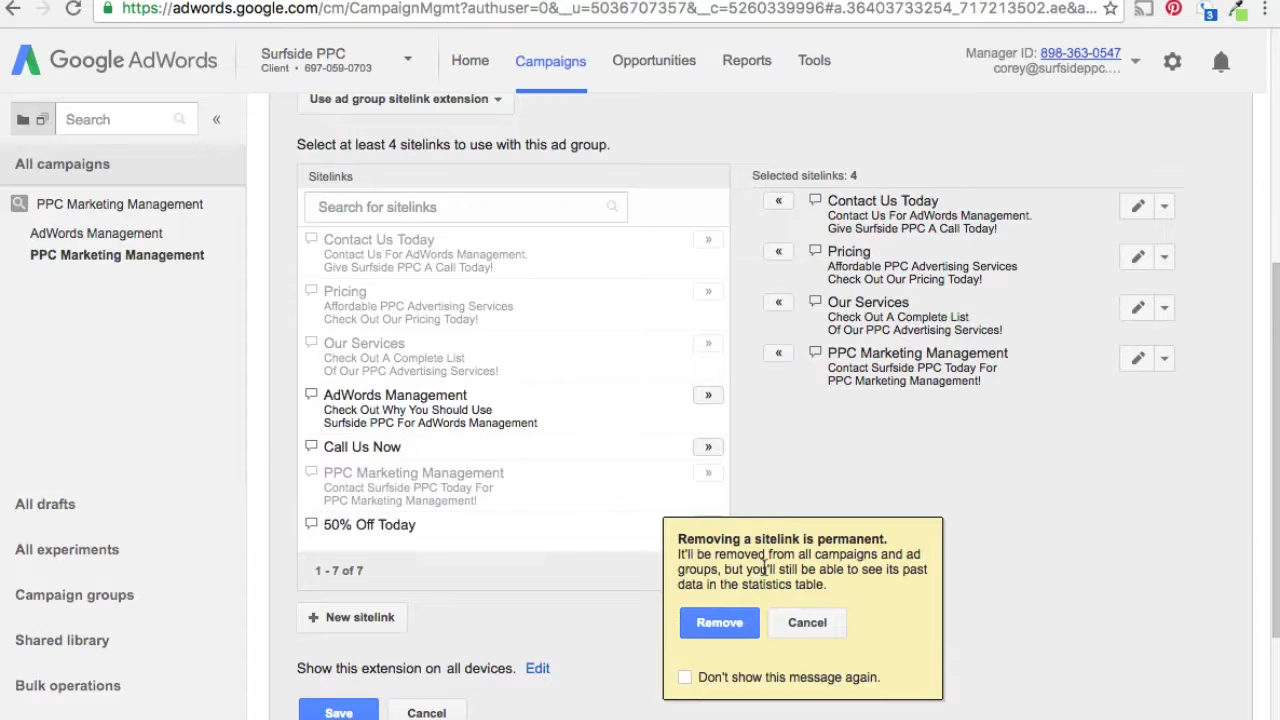 https://adwords.google.com/cm/CampaignMgmt?authuser=0&__u=5036707357&__c=5260339996#a.36403733254_717213502.ae&a...
3
Google AdWords
Surfside PPC
Client • 697-059-0703
Home
Campaigns
Opportunities
Reports
Tools
Manager ID: 898-363-0547
corey@surfsideppc....
Search
«
All campaigns
PPC Marketing Management
AdWords Management
PPC Marketing Management
All drafts
All experiments
Campaign groups
Shared library
Bulk operations
Use ad group sitelink extension
Select at least 4 sitelinks to use with this ad group.
Sitelinks
Search for sitelinks
Contact Us Today
Contact Us For AdWords Management.
Give Surfside PPC A Call Today!
»
Pricing
Affordable PPC Advertising Services
Check Out Our Pricing Today!
»
Our Services
Check Out A Complete List
Of Our PPC Advertising Services!
»
AdWords Management
Check Out Why You Should Use
Surfside PPC For AdWords Management
»
Call Us Now
»
PPC Marketing Management
Contact Surfside PPC Today For
PPC Marketing Management!
»
50% Off Today
1 - 7 of 7
+ New sitelink
Show this extension on all devices. Edit
Save
Cancel
Selected sitelinks: 4
«
Contact Us Today
Contact Us For AdWords Management.
Give Surfside PPC A Call Today!
«
Pricing
Affordable PPC Advertising Services
Check Out Our Pricing Today!
«
Our Services
Check Out A Complete List
Of Our PPC Advertising Services!
«
PPC Marketing Management
Contact Surfside PPC Today For
PPC Marketing Management!
Removing a sitelink is permanent.
It'll be removed from all campaigns and ad
groups, but you'll still be able to see its past
data in the statistics table.
Remove
Cancel
Don't show this message again.